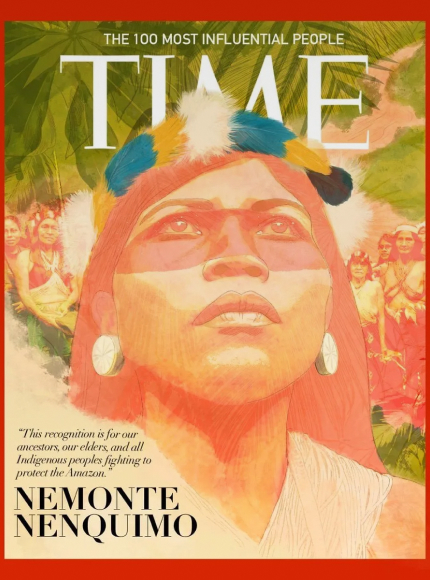 THE 100 MOST INFLUENTIAL PEOPLE
TIME
“This recognition is for our
ancestors, our elders, and all
Indigenous peoples fighting to
protect the Amazon.”
NEMONTE
NENQUIMO